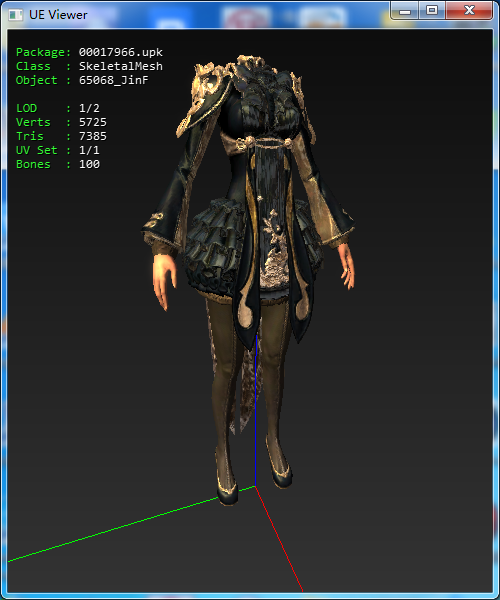 UE Viewer
Package: 00017966.upk
Class : SkeletalMesh
Object : 65068_JinF
LOD : 1/2
Verts : 5725
Tris : 7385
UV Set : 1/1
Bones : 100